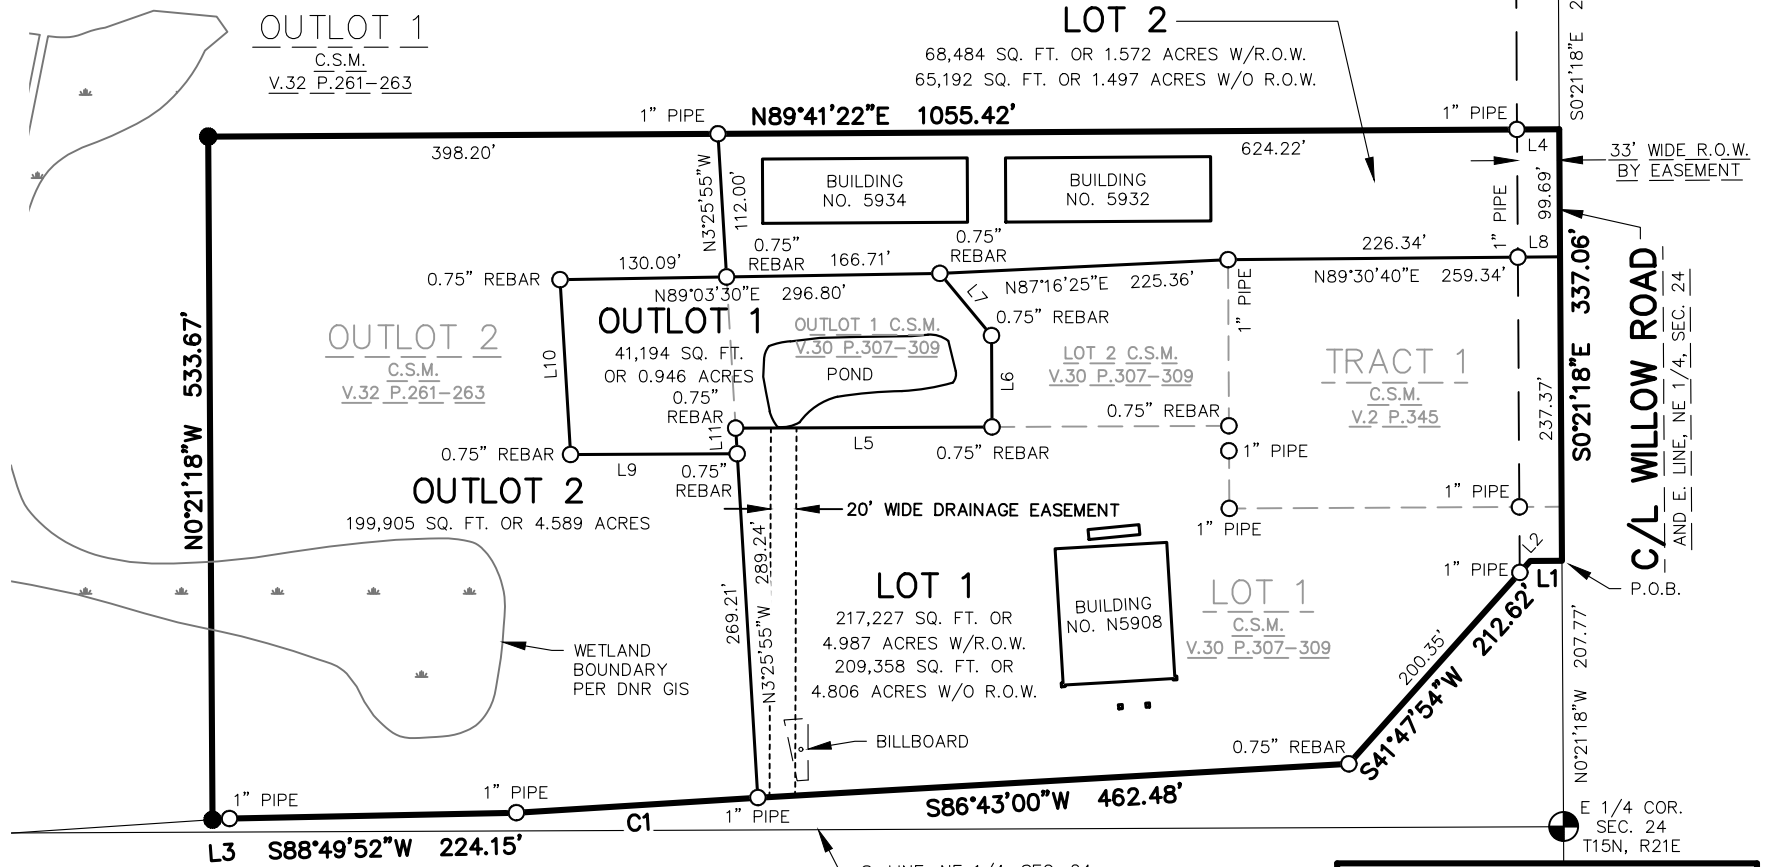 OUTLOT 1
C.S.M.
V.32 P.261-263
LOT 2
68,484 SQ. FT. OR 1.572 ACRES W/R.O.W.
65,192 SQ. FT. OR 1.497 ACRES W/O R.O.W.
S0°21'18"E 2
1" PIPE
N89°41'22"E 1055.42'
1" PIPE
398.20'
624.22'
L4
33' WIDE R.O.W.
BY EASEMENT
N3°25'55"W
112.00'
BUILDING
NO. 5934
BUILDING
NO. 5932
1" PIPE
99.69'
0.75" REBAR
130.09'
0.75"
REBAR
166.71'
0.75"
REBAR
226.34'
L8
N89°03'30"E 296.80'
N87°16'25"E 225.36'
1" PIPE
N89°30'40"E 259.34'
S0°21'18"E 337.06'
C/L WILLOW ROAD
AND E. LINE, NE 1/4, SEC. 24
L7
0.75" REBAR
OUTLOT 1
41,194 SQ. FT.
OR 0.946 ACRES
OUTLOT 1 C.S.M.
V.30 P.307-309
POND
OUTLOT 2
C.S.M.
V.32 P.261-263
L10
L6
LOT 2 C.S.M.
V.30 P.307-309
TRACT 1
C.S.M.
V.2 P.345
237.37'
N0°21'18"W 533.67'
0.75"
REBAR
L11
L5
0.75" REBAR
0.75" REBAR
0.75" REBAR
L9
0.75"
REBAR
1" PIPE
OUTLOT 2
199,905 SQ. FT. OR 4.589 ACRES
20' WIDE DRAINAGE EASEMENT
1" PIPE
1" PIPE
L2
1" PIPE
L1
P.O.B.
269.21'
N3°25'55"W 289.24'
LOT 1
217,227 SQ. FT. OR
4.987 ACRES W/R.O.W.
209,358 SQ. FT. OR
4.806 ACRES W/O R.O.W.
BUILDING
NO. N5908
LOT 1
C.S.M.
V.30 P.307-309
200.35'
S41°47'54"W 212.62'
N0°21'18"W 207.77'
WETLAND
BOUNDARY
PER DNR GIS
BILLBOARD
0.75" REBAR
1" PIPE
1" PIPE
1" PIPE
S86°43'00"W 462.48'
C1
L3 S88°49'52"W 224.15'
E 1/4 COR.
SEC. 24
T15N, R21E